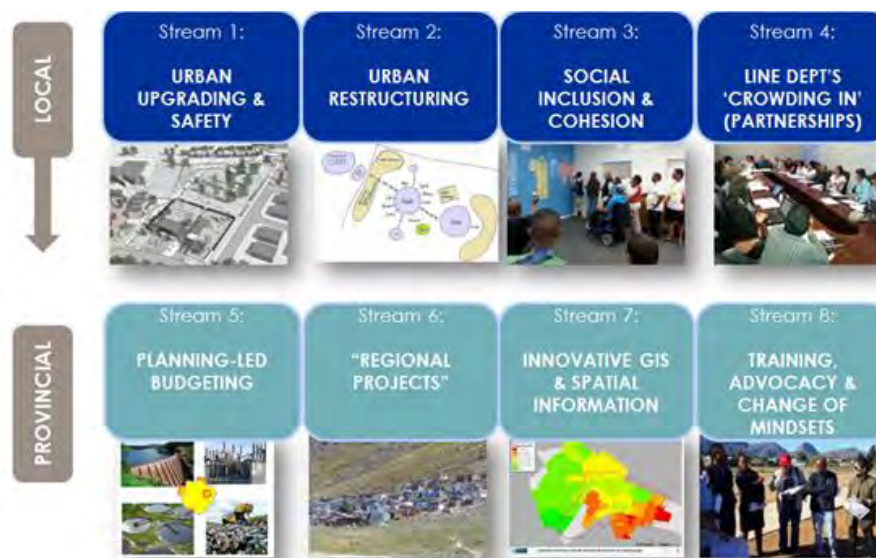 LOCAL
Stream 1:
URBAN
UPGRADING &
SAFETY
Stream 2:
URBAN
RESTRUCTURING
Stream 3:
SOCIAL
INCLUSION &
COHESION
Stream 4:
LINE DEPT'S
'CROWDING IN'
(PARTNERSHIPS)
PROVINCIAL
Stream 5:
PLANNING-LED
BUDGETING
Stream 6:
"REGIONAL
PROJECTS"
Stream 7:
INNOVATIVE GIS
& SPATIAL
INFORMATION
Stream 8:
TRAINING,
ADVOCACY &
CHANGE OF
MINDSETS